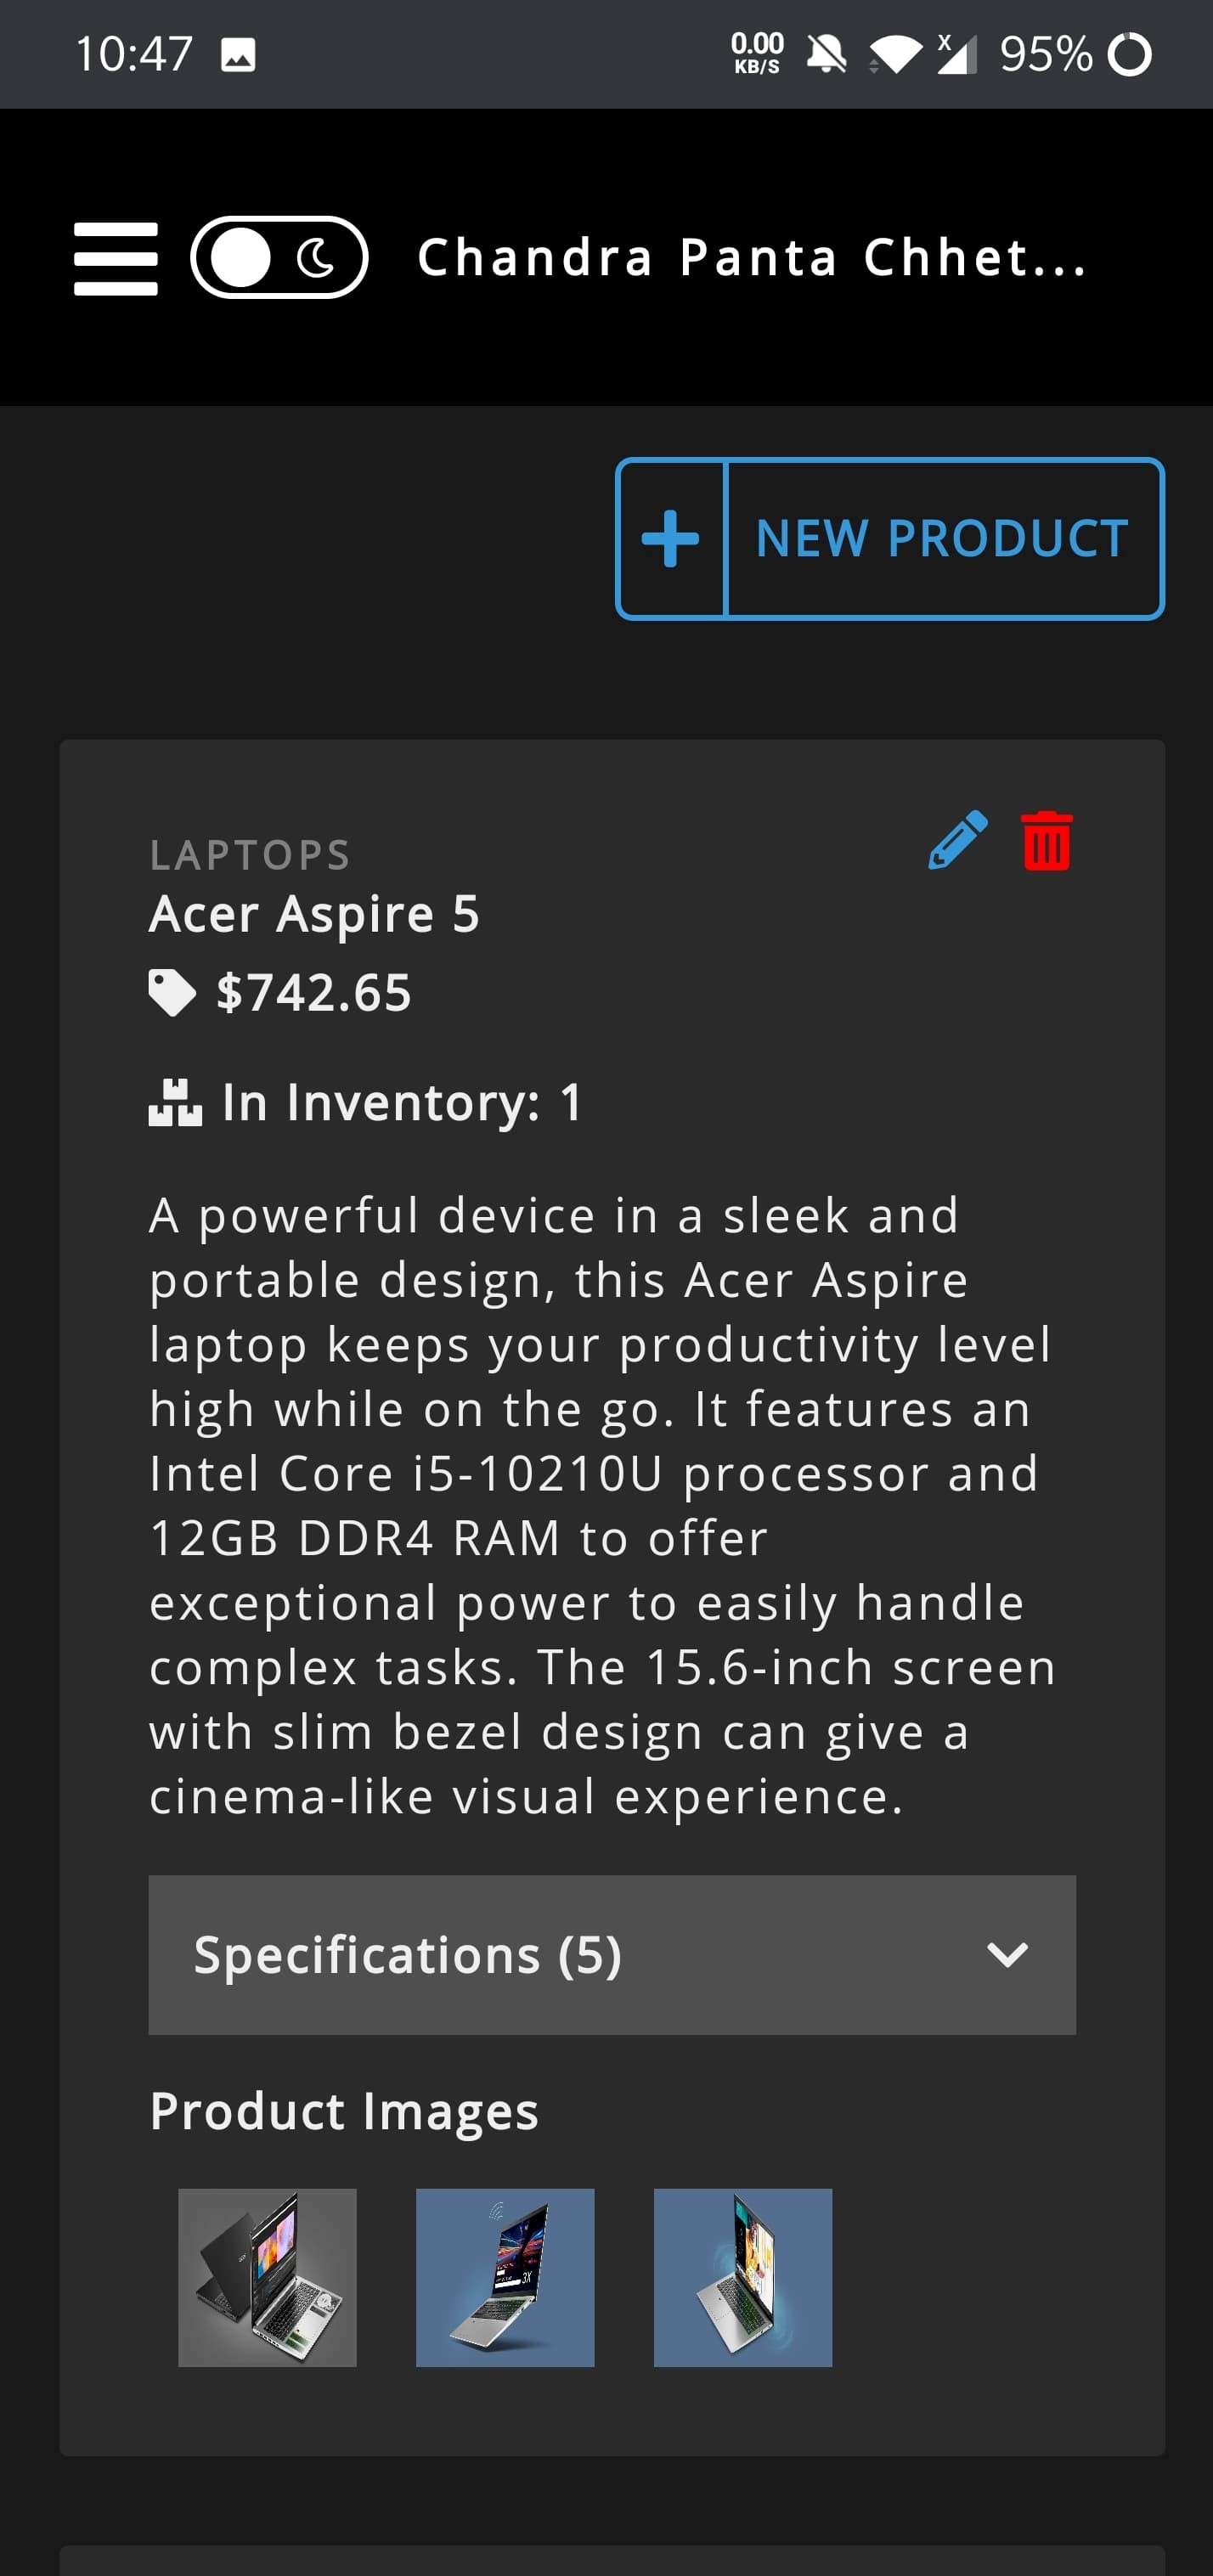 10:47
0.00
KB/S
X
95%
Chandra Panta Chhet...
NEW PRODUCT
LAPTOPS
Acer Aspire 5
$742.65
In Inventory: 1
A powerful device in a sleek and
portable design, this Acer Aspire
laptop keeps your productivity level
high while on the go. It features an
Intel Core i5-10210U processor and
12GB DDR4 RAM to offer
exceptional power to easily handle
complex tasks. The 15.6-inch screen
with slim bezel design can give a
cinema-like visual experience.
Specifications (5)
Product Images
3X